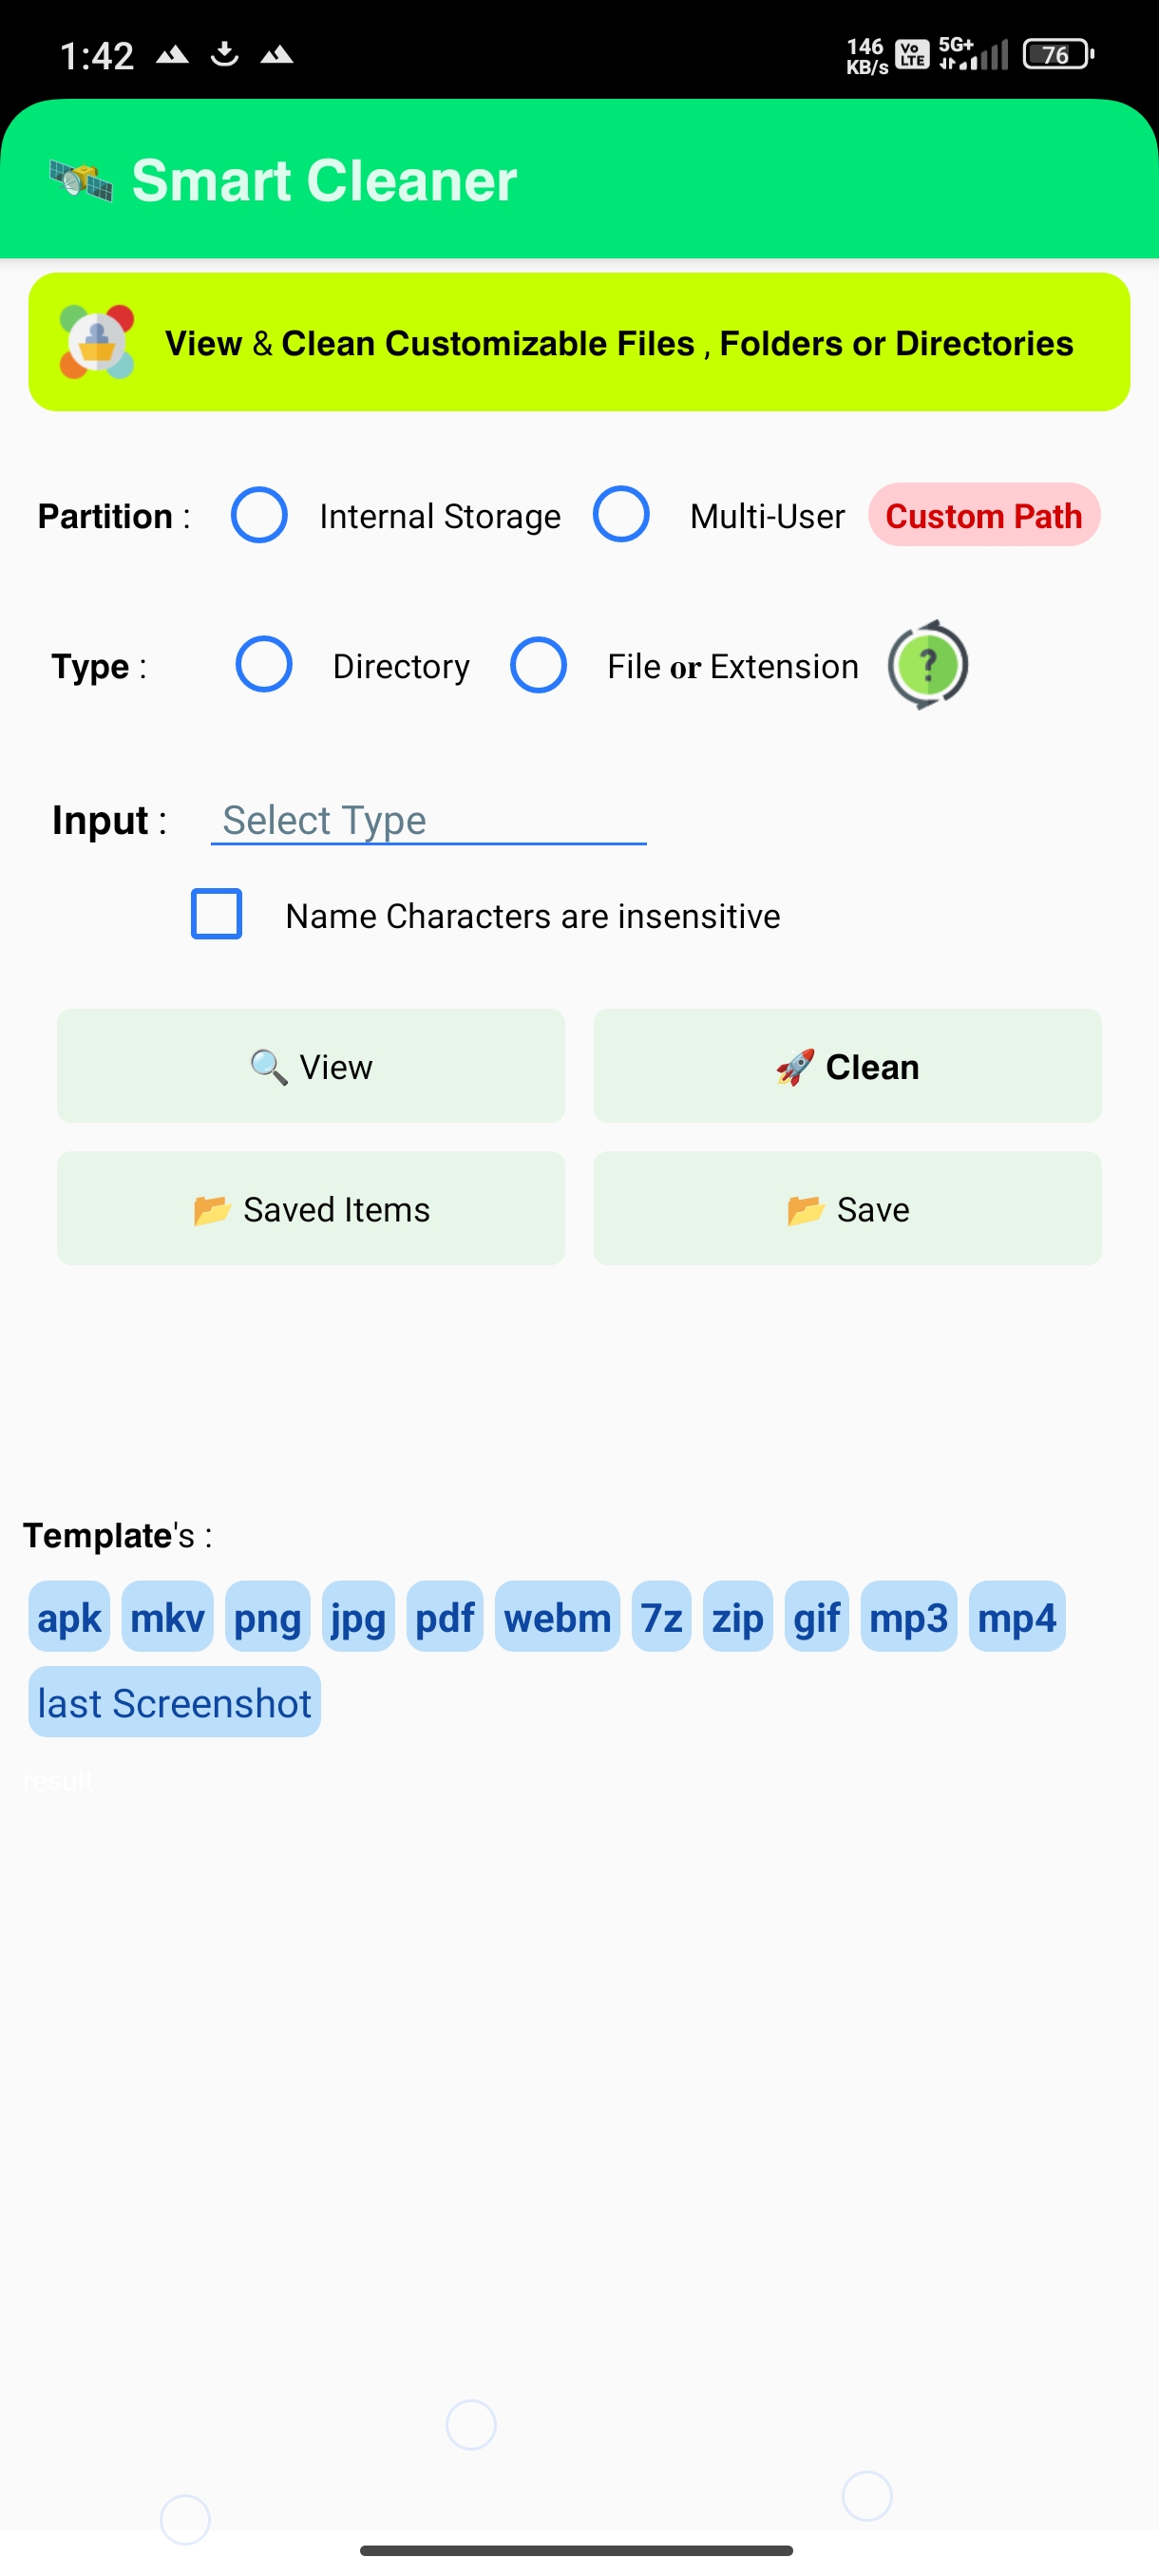 1:42 146 KB/s Vo LTE 5G+ 76
Smart Cleaner
View & Clean Customizable Files , Folders or Directories
Partition : Internal Storage Multi-User Custom Path
Type : Directory File or Extension ?
Input : Select Type
Name Characters are insensitive
View Clean
Saved Items Save
Template's :
apk mkv png jpg pdf webm 7z zip gif mp3 mp4
last Screenshot
result